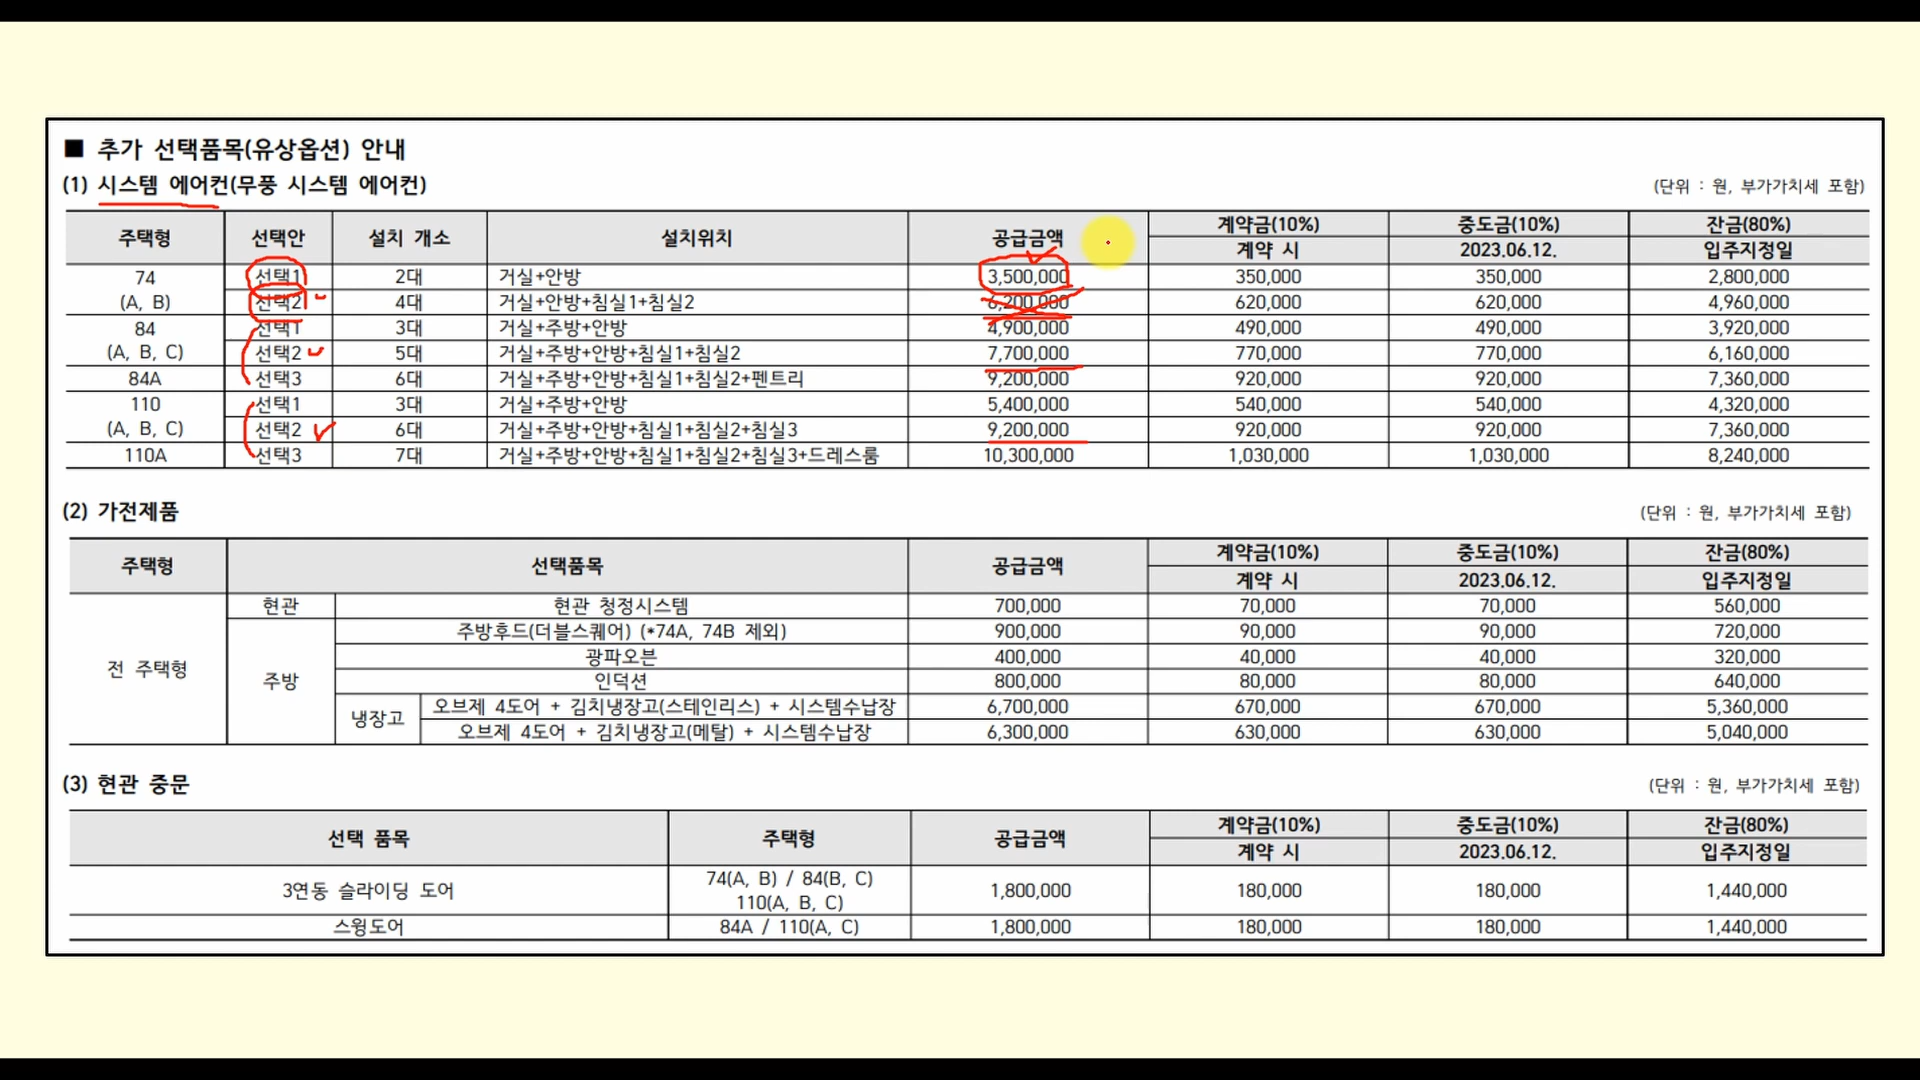 ■ 추가 선택품목(유상옵션) 안내
(1) 시스템 에어컨(무풍 시스템 에어컨) (단위 : 원, 부가가치세 포함)
주택형 선택안 설치 개소 설치위치 공급금액 계약금(10%) 중도금(10%) 잔금(80%)
계약 시 2023.06.12. 입주지정일
74 선택1 2대 거실+안방 3,500,000 350,000 350,000 2,800,000
(A, B) 선택2 4대 거실+안방+침실1+침실2 6,200,000 620,000 620,000 4,960,000
84 선택1 3대 거실+주방+안방 4,900,000 490,000 490,000 3,920,000
(A, B, C) 선택2 5대 거실+주방+안방+침실1+침실2 7,700,000 770,000 770,000 6,160,000
84A 선택3 6대 거실+주방+안방+침실1+침실2+펜트리 9,200,000 920,000 920,000 7,360,000
110 선택1 3대 거실+주방+안방 5,400,000 540,000 540,000 4,320,000
(A, B, C) 선택2 6대 거실+주방+안방+침실1+침실2+침실3 9,200,000 920,000 920,000 7,360,000
110A 선택3 7대 거실+주방+안방+침실1+침실2+침실3+드레스룸 10,300,000 1,030,000 1,030,000 8,240,000
(2) 가전제품 (단위 : 원, 부가가치세 포함)
주택형 선택품목 공급금액 계약금(10%) 중도금(10%) 잔금(80%)
계약 시 2023.06.12. 입주지정일
전 주택형 현관 현관 청정시스템 700,000 70,000 70,000 560,000
주방 주방후드(더블스퀘어) (*74A, 74B 제외) 900,000 90,000 90,000 720,000
광파오븐 400,000 40,000 40,000 320,000
인덕션 800,000 80,000 80,000 640,000
냉장고 오브제 4도어 + 김치냉장고(스테인리스) + 시스템수납장 6,700,000 670,000 670,000 5,360,000
오브제 4도어 + 김치냉장고(메탈) + 시스템수납장 6,300,000 630,000 630,000 5,040,000
(3) 현관 중문 (단위 : 원, 부가가치세 포함)
선택 품목 주택형 공급금액 계약금(10%) 중도금(10%) 잔금(80%)
계약 시 2023.06.12. 입주지정일
3연동 슬라이딩 도어 74(A, B) / 84(B, C) 1,800,000 180,000 180,000 1,440,000
110(A, B, C)
스윙도어 84A / 110(A, C) 1,800,000 180,000 180,000 1,440,000